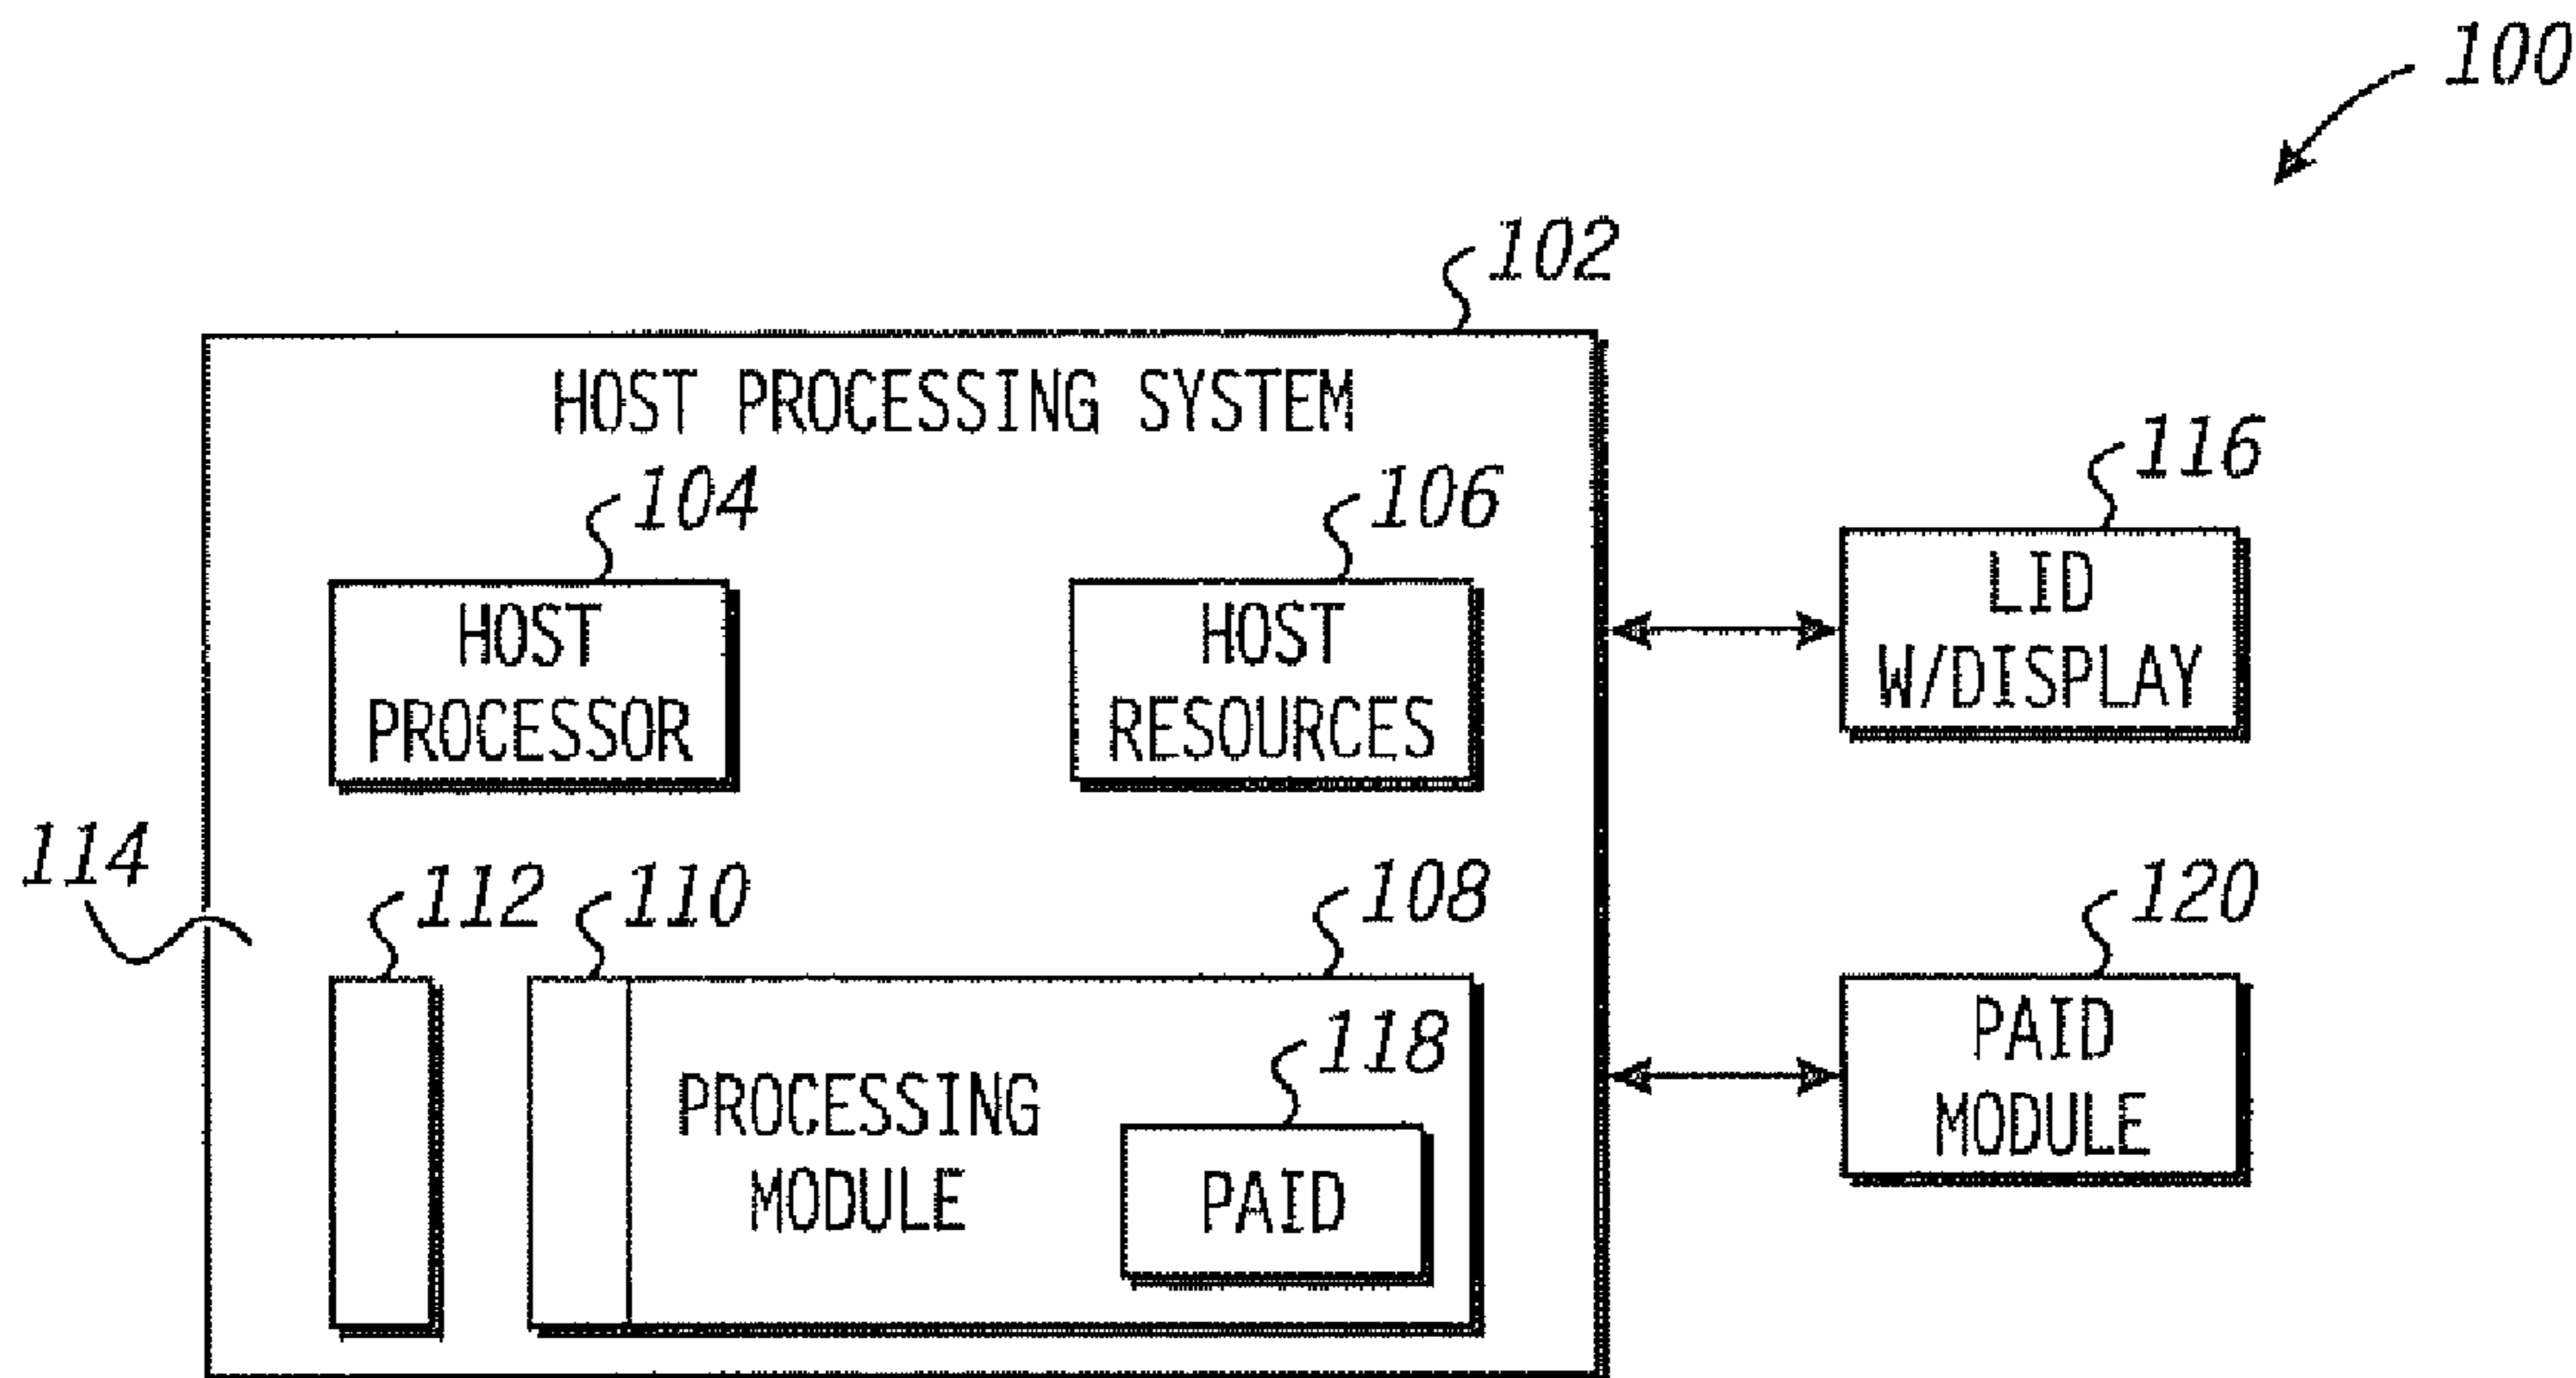 100
102
HOST PROCESSING SYSTEM
104
106
116
HOST
PROCESSOR
HOST
RESOURCES
LID
W/DISPLAY
114
112
110
108
120
118
PROCESSING
MODULE
PAID
PAID
MODULE